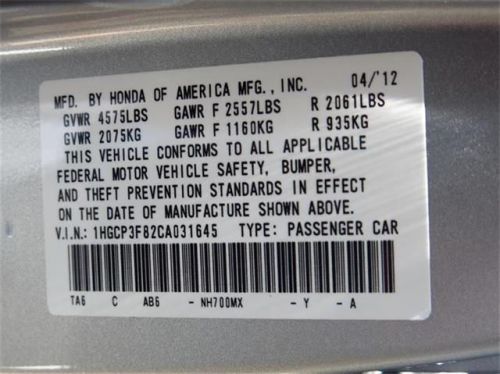 MFD. BY HONDA OF AMERICA MFG., INC. 04/'12
GVWR 4575LBS GAWR F 2557LBS R 2061LBS
GVWR 2075KG GAWR F 1160KG R 935KG
THIS VEHICLE CONFORMS TO ALL APPLICABLE
FEDERAL MOTOR VEHICLE SAFETY, BUMPER,
AND THEFT PREVENTION STANDARDS IN EFFECT
ON THE DATE OF MANUFACTURE SHOWN ABOVE.
V.I.N.: 1HGCP3F82CA031645 TYPE: PASSENGER CAR
TA6 C AB6 - NH700MX - Y - A